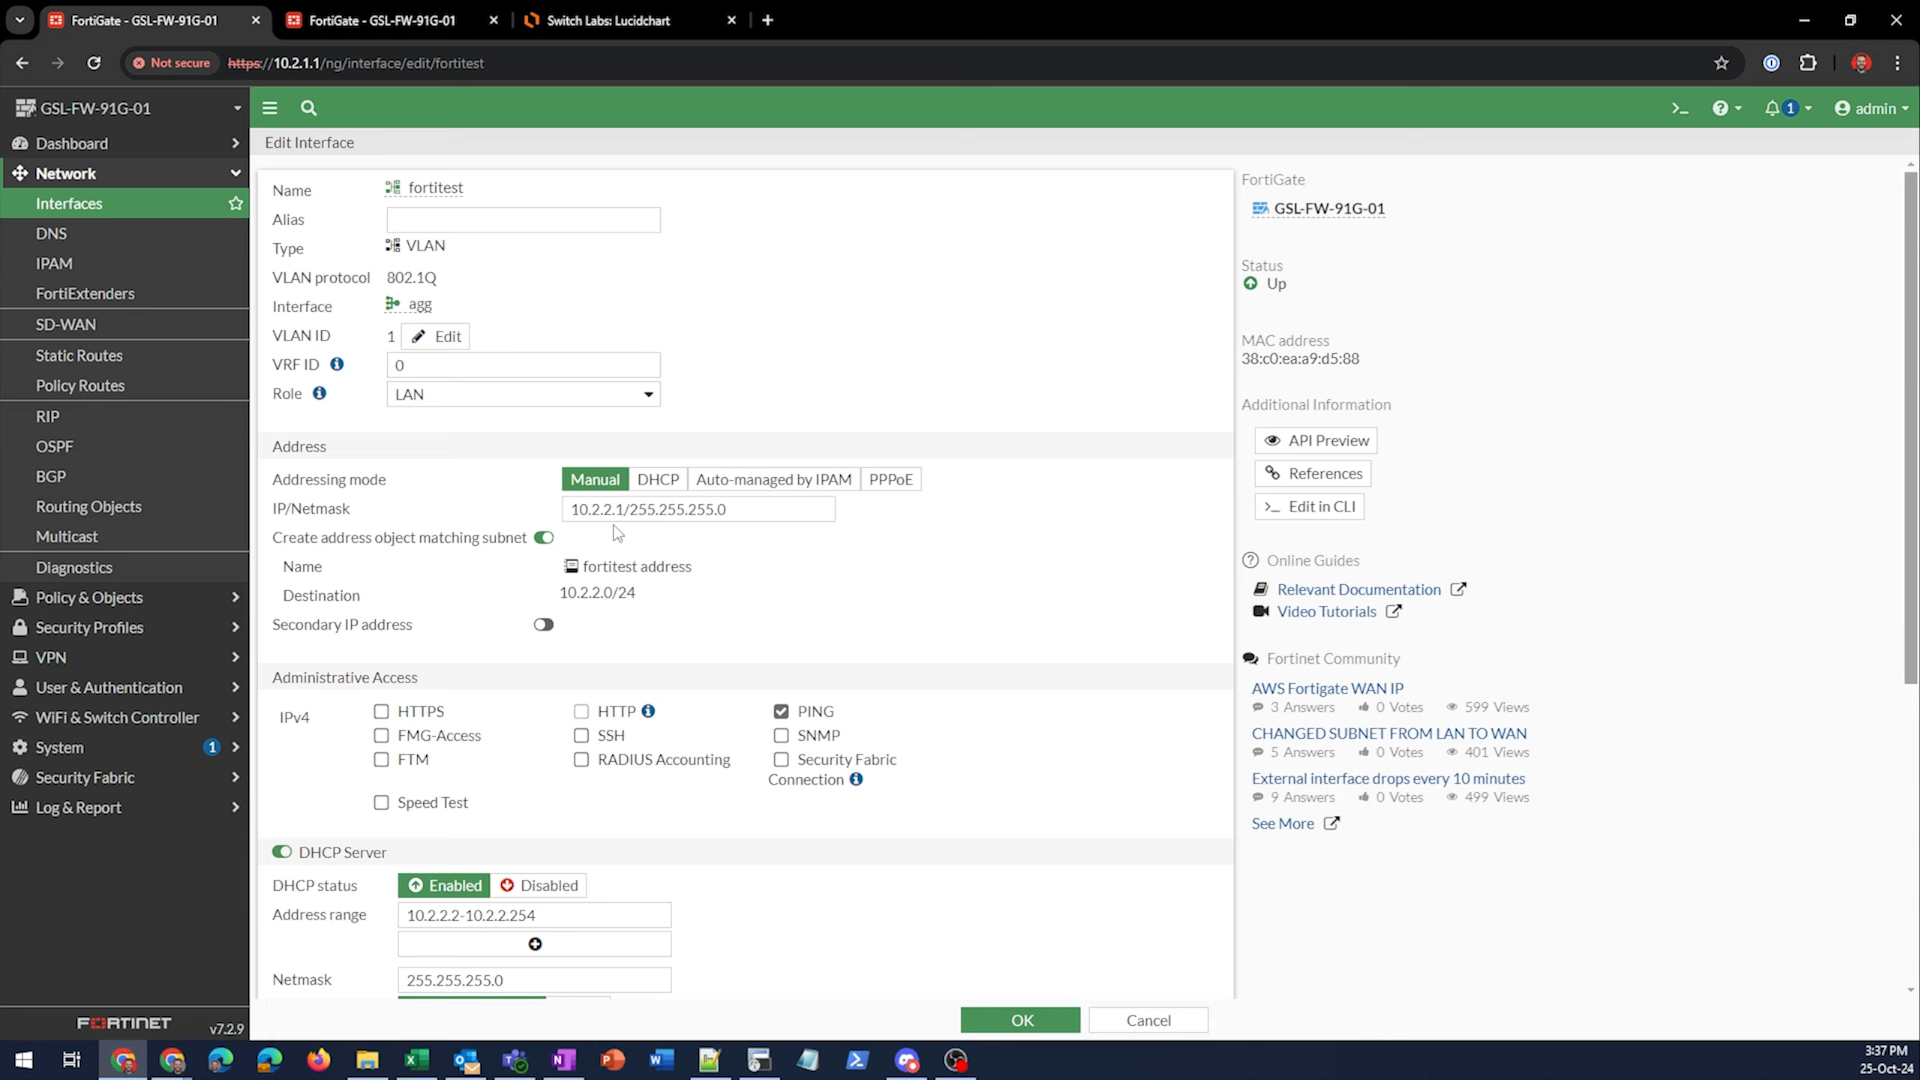 FortiGate - GSL-FW-91G-01
FortiGate - GSL-FW-91G-01
Switch Labs: Lucidchart
Not secure
https://10.2.1.1/ng/interface/edit/fortitest
GSL-FW-91G-01
1
admin
Dashboard
Network
Interfaces
DNS
IPAM
FortiExtenders
SD-WAN
Static Routes
Policy Routes
RIP
OSPF
BGP
Routing Objects
Multicast
Diagnostics
Policy & Objects
Security Profiles
VPN
User & Authentication
WiFi & Switch Controller
System 1
Security Fabric
Log & Report
FORTINET v7.2.9
Edit Interface
Name fortitest
Alias
Type VLAN
VLAN protocol 802.1Q
Interface agg
VLAN ID 1 Edit
VRF ID 0
Role LAN
Address
Addressing mode Manual DHCP Auto-managed by IPAM PPPoE
IP/Netmask 10.2.2.1/255.255.255.0
Create address object matching subnet
Name fortitest address
Destination 10.2.2.0/24
Secondary IP address
Administrative Access
IPv4 HTTPS HTTP PING
FMG-Access SSH SNMP
FTM RADIUS Accounting Security Fabric
Connection
Speed Test
DHCP Server
DHCP status Enabled Disabled
Address range 10.2.2.2-10.2.2.254
Netmask 255.255.255.0
OK Cancel
FortiGate
GSL-FW-91G-01
Status
Up
MAC address
38:c0:ea:a9:d5:88
Additional Information
API Preview
References
Edit in CLI
Online Guides
Relevant Documentation
Video Tutorials
Fortinet Community
AWS Fortigate WAN IP
3 Answers 0 Votes 599 Views
CHANGED SUBNET FROM LAN TO WAN
5 Answers 0 Votes 401 Views
External interface drops every 10 minutes
9 Answers 0 Votes 499 Views
See More
3:37 PM
25-Oct-24